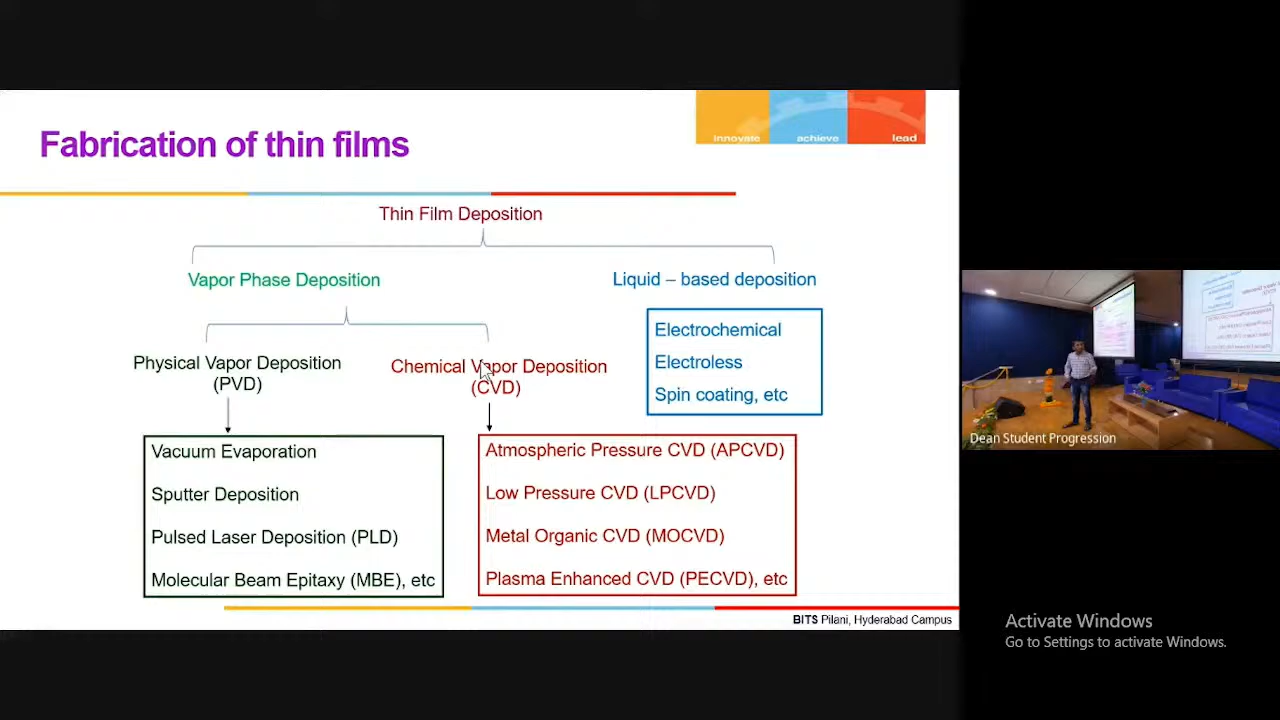 innovate achieve lead
Fabrication of thin films
Thin Film Deposition
Vapor Phase Deposition
Liquid – based deposition
Electrochemical
Electroless
Spin coating, etc
Physical Vapor Deposition
(PVD)
Chemical Vapor Deposition
(CVD)
Vacuum Evaporation
Sputter Deposition
Pulsed Laser Deposition (PLD)
Molecular Beam Epitaxy (MBE), etc
Atmospheric Pressure CVD (APCVD)
Low Pressure CVD (LPCVD)
Metal Organic CVD (MOCVD)
Plasma Enhanced CVD (PECVD), etc
BITS Pilani, Hyderabad Campus
Dean Student Progression
Activate Windows
Go to Settings to activate Windows.